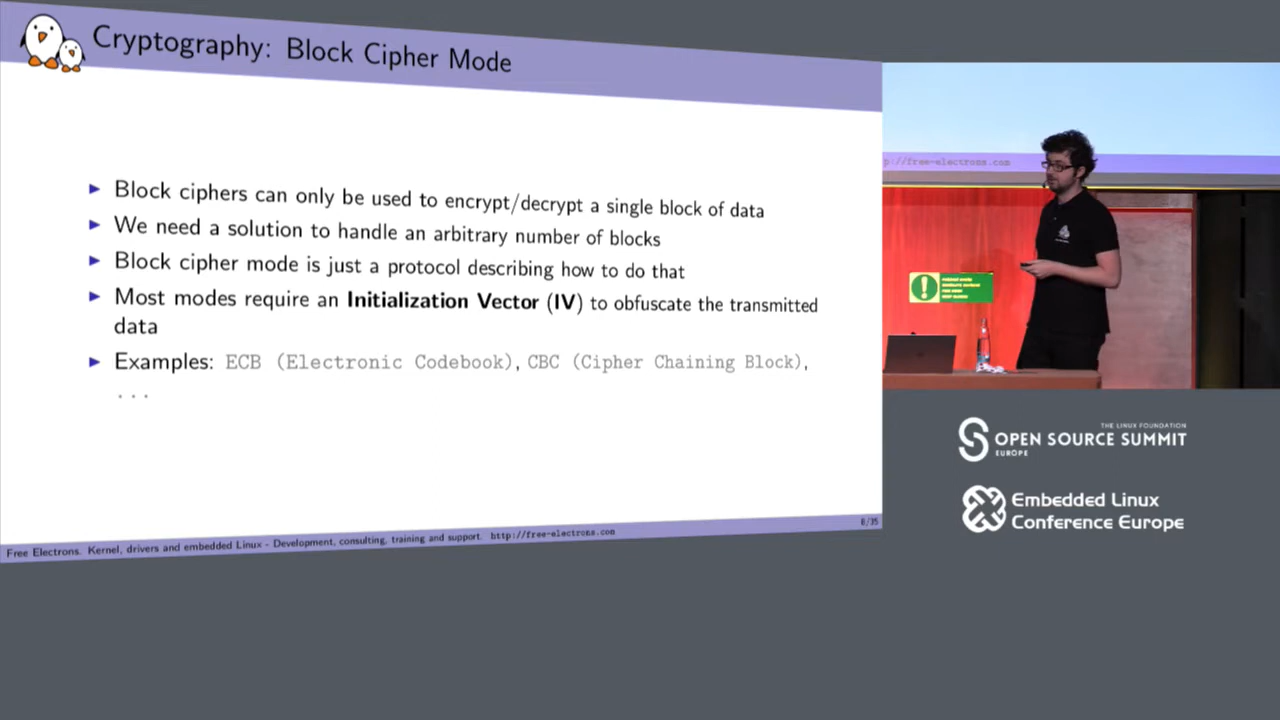 Cryptography: Block Cipher Mode
▶ Block ciphers can only be used to encrypt/decrypt a single block of data
▶ We need a solution to handle an arbitrary number of blocks
▶ Block cipher mode is just a protocol describing how to do that
▶ Most modes require an Initialization Vector (IV) to obfuscate the transmitted
data
▶ Examples: ECB (Electronic Codebook), CBC (Cipher Chaining Block),
...
Free Electrons. Kernel, drivers and embedded Linux - Development, consulting, training and support. http://free-electrons.com
8/35
p://free-electrons.com
THE LINUX FOUNDATION
OPEN SOURCE SUMMIT
EUROPE
Embedded Linux
Conference Europe